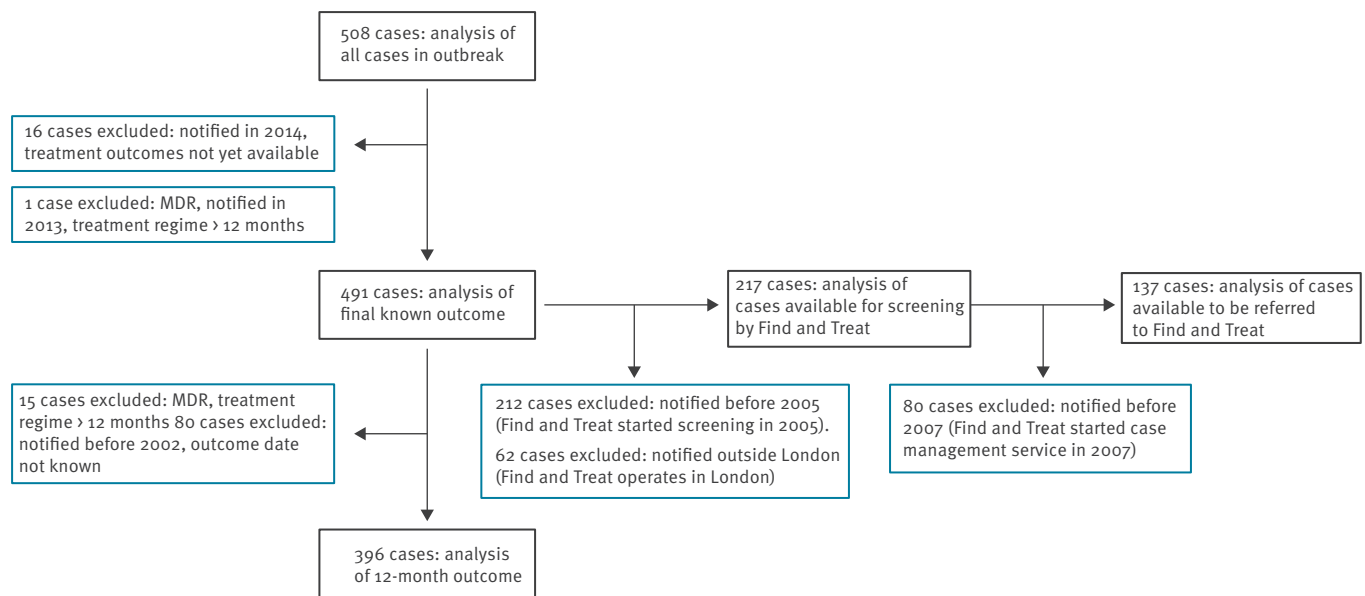 508 cases: analysis of
all cases in outbreak
16 cases excluded: notified in 2014,
treatment outcomes not yet available
1 case excluded: MDR, notified in
2013, treatment regime > 12 months
491 cases: analysis of
final known outcome
217 cases: analysis of
cases available for screening
by Find and Treat
137 cases: analysis of cases
available to be referred
to Find and Treat
15 cases excluded: MDR, treatment
regime > 12 months 80 cases excluded:
notified before 2002, outcome date
not known
212 cases excluded: notified before 2005
(Find and Treat started screening in 2005).
62 cases excluded: notified outside London
(Find and Treat operates in London)
80 cases excluded: notified before
2007 (Find and Treat started case
management service in 2007)
396 cases: analysis
of 12-month outcome